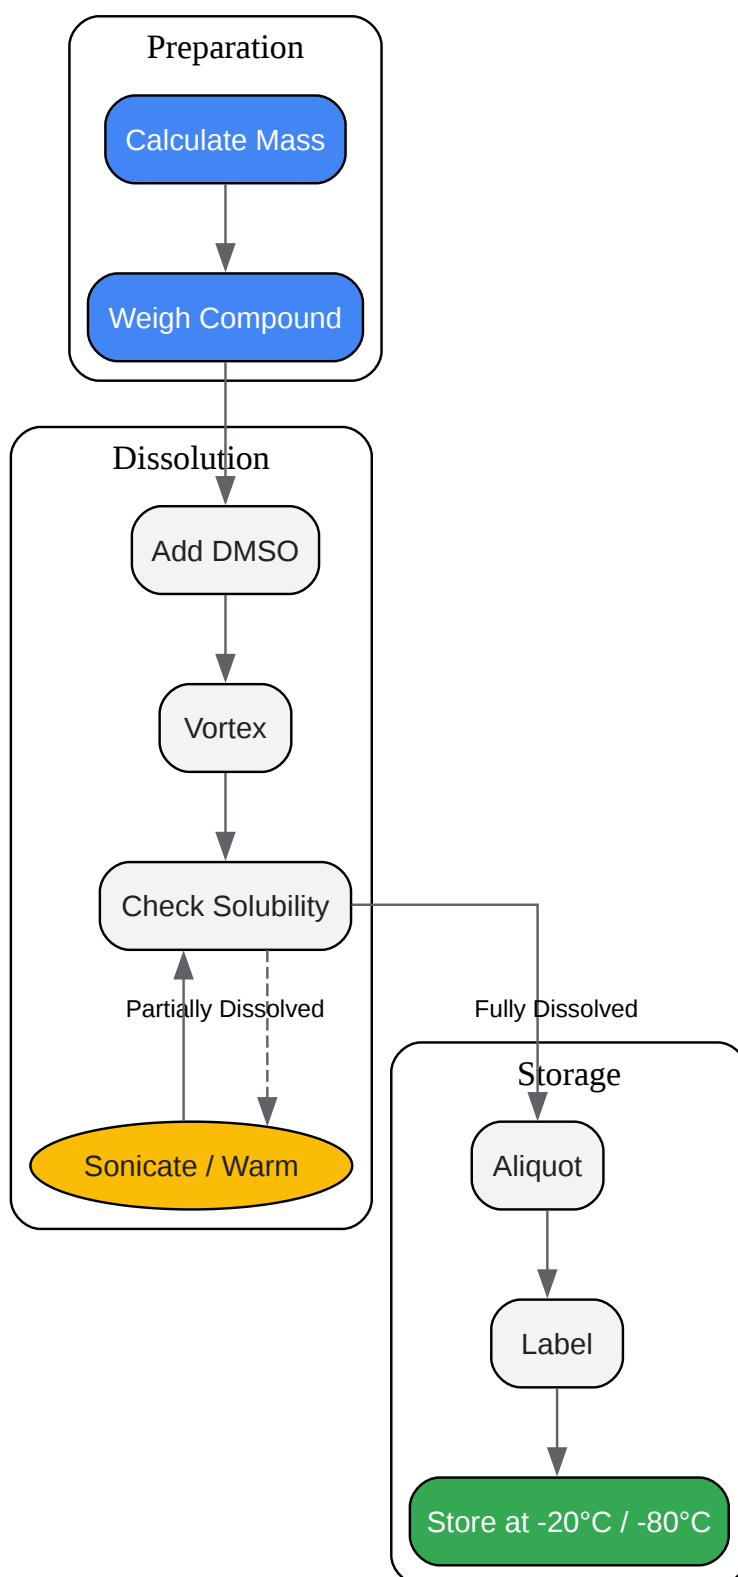 Preparation
Calculate Mass
Weigh Compound
Dissolution
Add DMSO
Vortex
Check Solubility
Partially Dissolved
Fully Dissolved
Storage
Sonicate / Warm
Aliquot
Label
Store at -20°C / -80°C